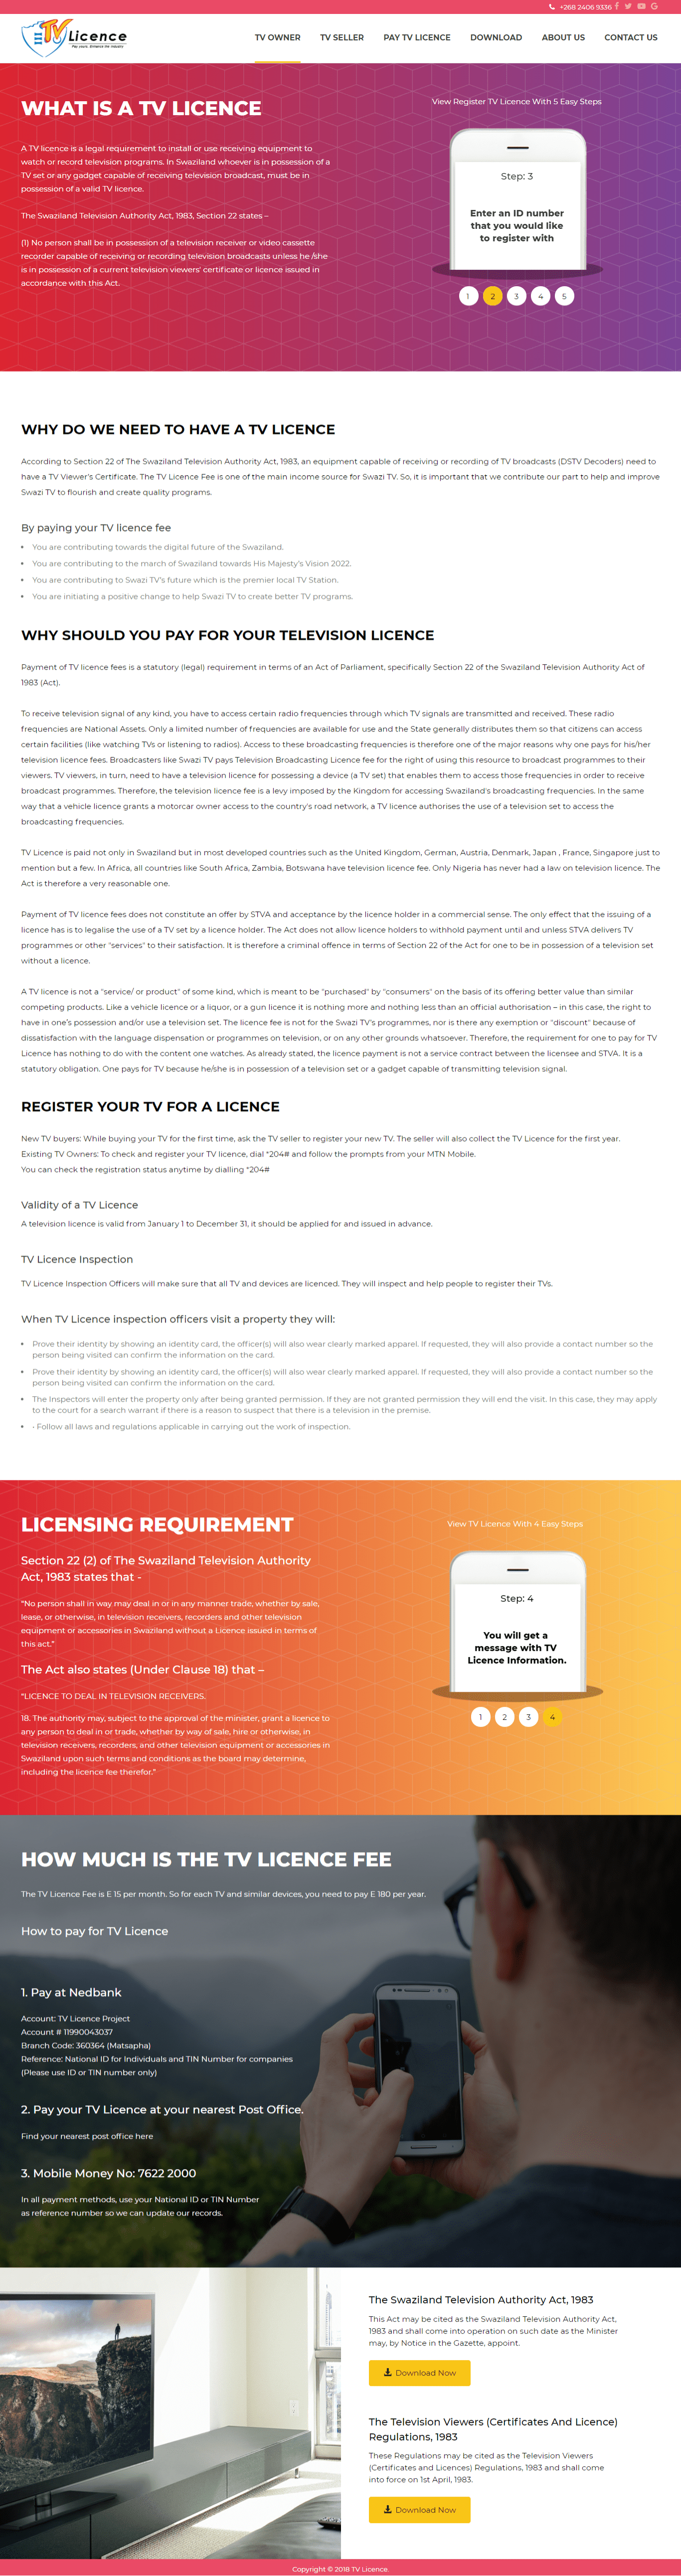 +268 2406 9336
TV Licence
Pay yours, Enhance the Industry
TV OWNER TV SELLER PAY TV LICENCE DOWNLOAD ABOUT US CONTACT US
WHAT IS A TV LICENCE
A TV licence is a legal requirement to install or use receiving equipment to
watch or record television programs. In Swaziland whoever is in possession of a
TV set or any gadget capable of receiving television broadcast, must be in
possession of a valid TV licence.
The Swaziland Television Authority Act, 1983, Section 22 states –
(1) No person shall be in possession of a television receiver or video cassette
recorder capable of receiving or recording television broadcasts unless he /she
is in possession of a current television viewers' certificate or licence issued in
accordance with this Act.
View Register TV Licence With 5 Easy Steps
Step: 3
Enter an ID number
that you would like
to register with
1 2 3 4 5
WHY DO WE NEED TO HAVE A TV LICENCE
According to Section 22 of The Swaziland Television Authority Act, 1983, an equipment capable of receiving or recording of TV broadcasts (DSTV Decoders) need to
have a TV Viewer's Certificate. The TV Licence Fee is one of the main income source for Swazi TV. So, it is important that we contribute our part to help and improve
Swazi TV to flourish and create quality programs.
By paying your TV licence fee
• You are contributing towards the digital future of the Swaziland.
• You are contributing to the march of Swaziland towards His Majesty's Vision 2022.
• You are contributing to Swazi TV's future which is the premier local TV Station.
• You are initiating a positive change to help Swazi TV to create better TV programs.
WHY SHOULD YOU PAY FOR YOUR TELEVISION LICENCE
Payment of TV licence fees is a statutory (legal) requirement in terms of an Act of Parliament, specifically Section 22 of the Swaziland Television Authority Act of
1983 (Act).
To receive television signal of any kind, you have to access certain radio frequencies through which TV signals are transmitted and received. These radio
frequencies are National Assets. Only a limited number of frequencies are available for use and the State generally distributes them so that citizens can access
certain facilities (like watching TVs or listening to radios). Access to these broadcasting frequencies is therefore one of the major reasons why one pays for his/her
television licence fees. Broadcasters like Swazi TV pays Television Broadcasting Licence fee for the right of using this resource to broadcast programmes to their
viewers. TV viewers, in turn, need to have a television licence for possessing a device (a TV set) that enables them to access those frequencies in order to receive
broadcast programmes. Therefore, the television licence fee is a levy imposed by the Kingdom for accessing Swaziland's broadcasting frequencies. In the same
way that a vehicle licence grants a motorcar owner access to the country's road network, a TV licence authorises the use of a television set to access the
broadcasting frequencies.
TV Licence is paid not only in Swaziland but in most developed countries such as the United Kingdom, German, Austria, Denmark, Japan , France, Singapore just to
mention but a few. In Africa, all countries like South Africa, Zambia, Botswana have television licence fee. Only Nigeria has never had a law on television licence. The
Act is therefore a very reasonable one.
Payment of TV licence fees does not constitute an offer by STVA and acceptance by the licence holder in a commercial sense. The only effect that the issuing of a
licence has is to legalise the use of a TV set by a licence holder. The Act does not allow licence holders to withhold payment until and unless STVA delivers TV
programmes or other "services" to their satisfaction. It is therefore a criminal offence in terms of Section 22 of the Act for one to be in possession of a television set
without a licence.
A TV licence is not a "service/ or product" of some kind, which is meant to be "purchased" by "consumers" on the basis of its offering better value than similar
competing products. Like a vehicle licence or a liquor, or a gun licence it is nothing more and nothing less than an official authorisation – in this case, the right to
have in one's possession and/or use a television set. The licence fee is not for the Swazi TV's programmes, nor is there any exemption or "discount" because of
dissatisfaction with the language dispensation or programmes on television, or on any other grounds whatsoever. Therefore, the requirement for one to pay for TV
Licence has nothing to do with the content one watches. As already stated, the licence payment is not a service contract between the licensee and STVA. It is a
statutory obligation. One pays for TV because he/she is in possession of a television set or a gadget capable of transmitting television signal.
REGISTER YOUR TV FOR A LICENCE
New TV buyers: While buying your TV for the first time, ask the TV seller to register your new TV. The seller will also collect the TV Licence for the first year.
Existing TV Owners: To check and register your TV licence, dial *204# and follow the prompts from your MTN Mobile.
You can check the registration status anytime by dialling *204#
Validity of a TV Licence
A television licence is valid from January 1 to December 31, it should be applied for and issued in advance.
TV Licence Inspection
TV Licence Inspection Officers will make sure that all TV and devices are licenced. They will inspect and help people to register their TVs.
When TV Licence inspection officers visit a property they will:
• Prove their identity by showing an identity card, the officer(s) will also wear clearly marked apparel. If requested, they will also provide a contact number so the
person being visited can confirm the information on the card.
• Prove their identity by showing an identity card, the officer(s) will also wear clearly marked apparel. If requested, they will also provide a contact number so the
person being visited can confirm the information on the card.
• The Inspectors will enter the property only after being granted permission. If they are not granted permission they will end the visit. In this case, they may apply
to the court for a search warrant if there is a reason to suspect that there is a television in the premise.
• - Follow all laws and regulations applicable in carrying out the work of inspection.
LICENSING REQUIREMENT
Section 22 (2) of The Swaziland Television Authority
Act, 1983 states that -
"No person shall in way may deal in or in any manner trade, whether by sale,
lease, or otherwise, in television receivers, recorders and other television
equipment or accessories in Swaziland without a Licence issued in terms of
this act."
The Act also states (Under Clause 18) that –
"LICENCE TO DEAL IN TELEVISION RECEIVERS.
18. The authority may, subject to the approval of the minister, grant a licence to
any person to deal in or trade, whether by way of sale, hire or otherwise, in
television receivers, recorders, and other television equipment or accessories in
Swaziland upon such terms and conditions as the board may determine,
including the licence fee therefor."
View TV Licence With 4 Easy Steps
Step: 4
You will get a
message with TV
Licence Information.
1 2 3 4
HOW MUCH IS THE TV LICENCE FEE
The TV Licence Fee is E 15 per month. So for each TV and similar devices, you need to pay E 180 per year.
How to pay for TV Licence
1. Pay at Nedbank
Account: TV Licence Project
Account # 11990043037
Branch Code: 360364 (Matsapha)
Reference: National ID for Individuals and TIN Number for companies
(Please use ID or TIN number only)
2. Pay your TV Licence at your nearest Post Office.
Find your nearest post office here
3. Mobile Money No: 7622 2000
In all payment methods, use your National ID or TIN Number
as reference number so we can update our records.
The Swaziland Television Authority Act, 1983
This Act may be cited as the Swaziland Television Authority Act,
1983 and shall come into operation on such date as the Minister
may, by Notice in the Gazette, appoint.
Download Now
The Television Viewers (Certificates And Licence)
Regulations, 1983
These Regulations may be cited as the Television Viewers
(Certificates and Licences) Regulations, 1983 and shall come
into force on 1st April, 1983.
Download Now
Copyright © 2018 TV Licence.